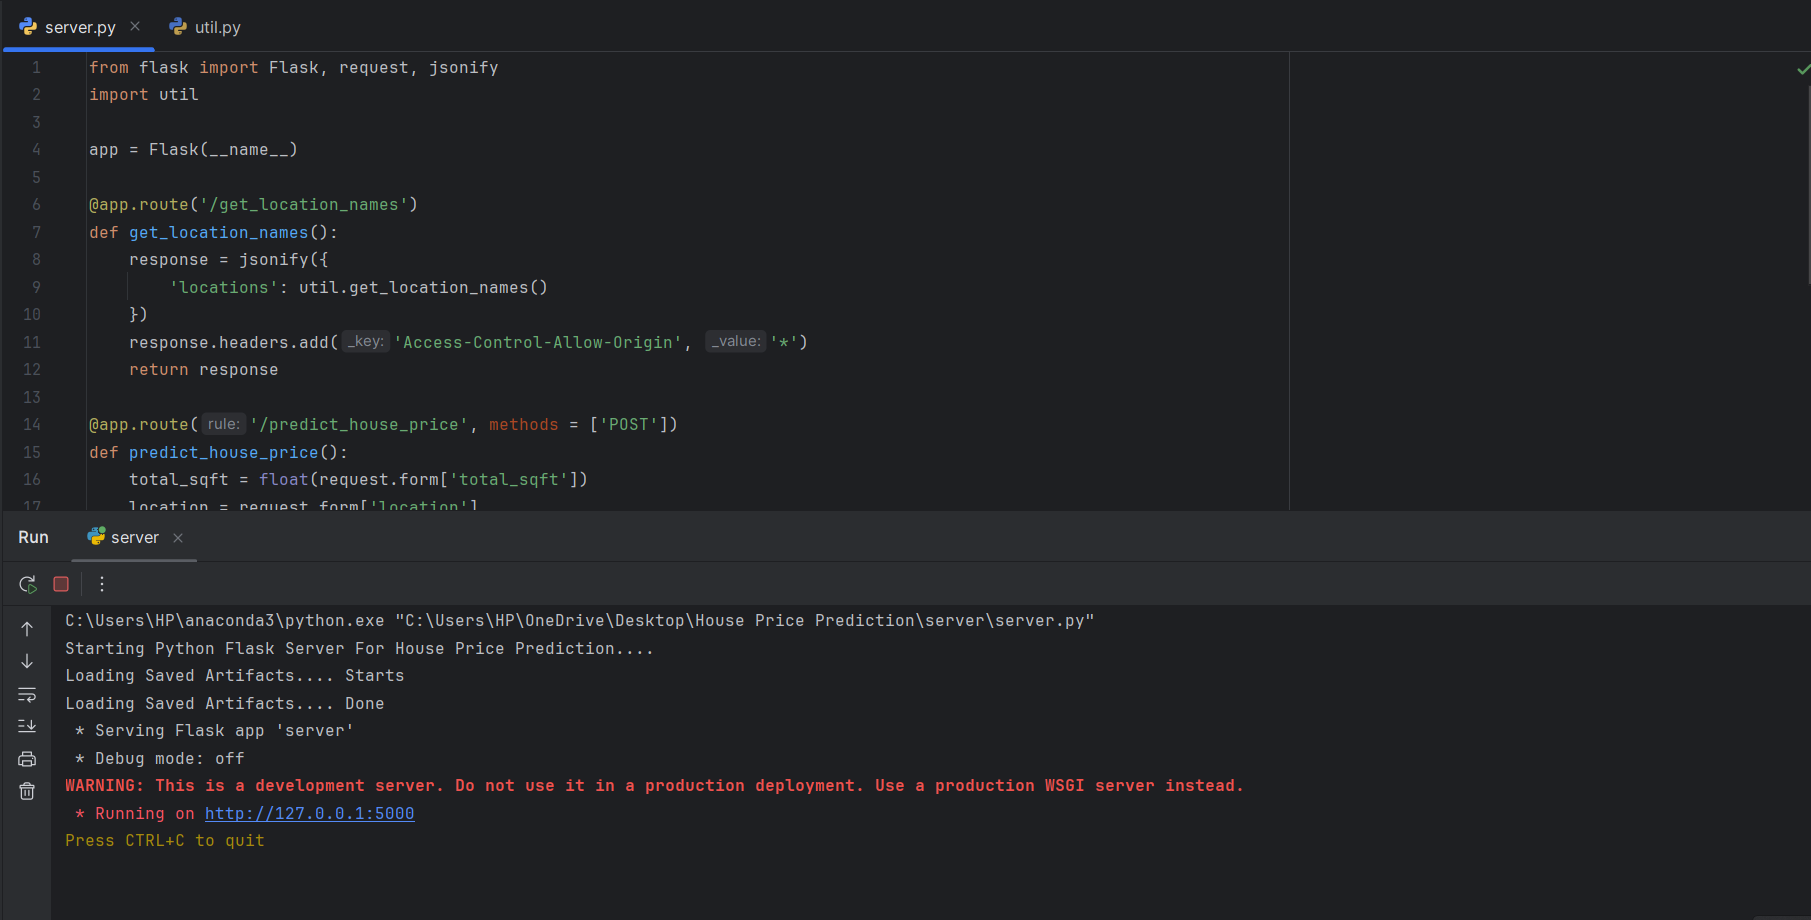 server.py
util.py
1 from flask import Flask, request, jsonify
2 import util
3
4 app = Flask(__name__)
5
6 @app.route('/get_location_names')
7 def get_location_names():
8 response = jsonify({
9 'locations': util.get_location_names()
10 })
11 response.headers.add( _key: 'Access-Control-Allow-Origin', _value: '*')
12 return response
13
14 @app.route( rule: '/predict_house_price', methods = ['POST'])
15 def predict_house_price():
16 total_sqft = float(request.form['total_sqft'])
17 location = request.form['location']
Run server
C:\Users\HP\anaconda3\python.exe "C:\Users\HP\OneDrive\Desktop\House Price Prediction\server\server.py"
Starting Python Flask Server For House Price Prediction....
Loading Saved Artifacts.... Starts
Loading Saved Artifacts.... Done
* Serving Flask app 'server'
* Debug mode: off
WARNING: This is a development server. Do not use it in a production deployment. Use a production WSGI server instead.
* Running on http://127.0.0.1:5000
Press CTRL+C to quit